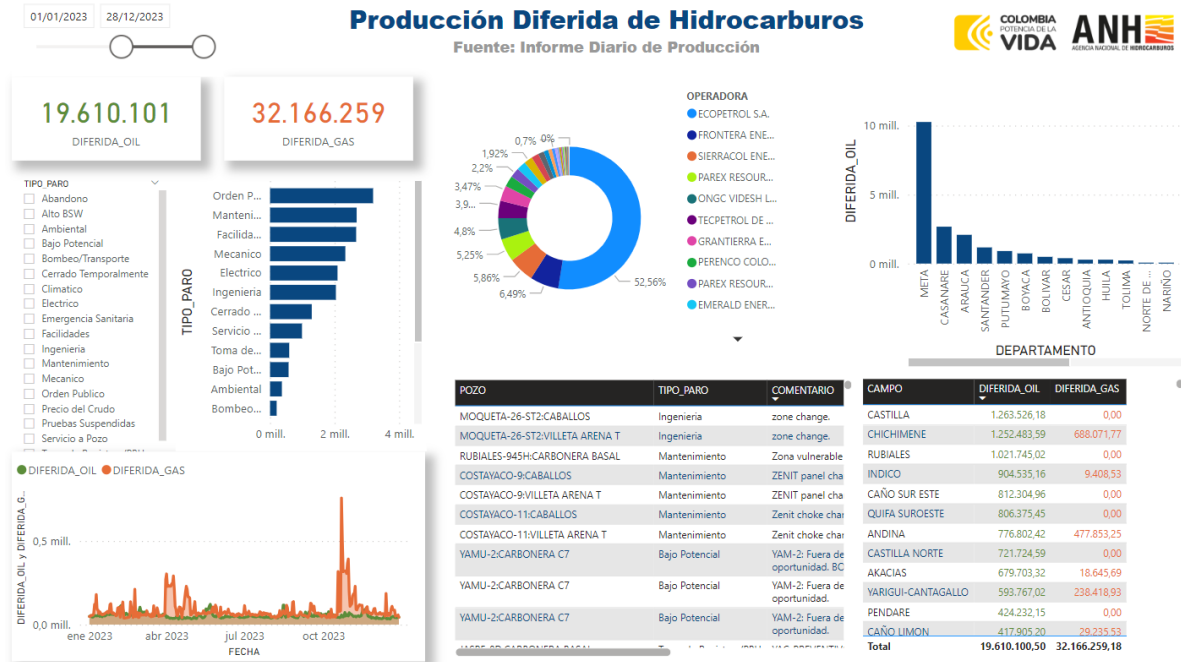 01/01/2023 28/12/2023
Producción Diferida de Hidrocarburos
Fuente: Informe Diario de Producción
COLOMBIA
POTENCIA DE LA
VIDA
ANH
AGENCIA NACIONAL DE HIDROCARBUROS
19.610.101
DIFERIDA_OIL
32.166.259
DIFERIDA_GAS
TIPO_PARO
Abandono
Alto BSW
Ambiental
Bajo Potencial
Bombeo/Transporte
Cerrado Temporalmente
Climatico
Electrico
Emergencia Sanitaria
Facilidades
Ingenieria
Mantenimiento
Mecanico
Orden Publico
Precio del Crudo
Pruebas Suspendidas
Servicio a Pozo
TIPO_PARO
Orden P...
Manteni...
Facilida...
Mecanico
Electrico
Ingenieria
Cerrado ...
Servicio ...
Toma de...
Bajo Pot...
Ambiental
Bombeo...
0 mill. 2 mill. 4 mill.
0,7% 0%
1,92%
2,2%
3,47%
3,9...
4,8%
5,25%
5,86%
6,49%
52,56%
OPERADORA
ECOPETROL S.A.
FRONTERA ENE...
SIERRACOL ENE...
PAREX RESOUR...
ONGC VIDESH L...
TECPETROL DE ...
GRANTIERRA E...
PERENCO COLO...
PAREX RESOUR...
EMERALD ENER...
DIFERIDA_OIL
10 mill.
5 mill.
0 mill.
META
CASANARE
ARAUCA
SANTANDER
PUTUMAYO
BOYACA
BOLIVAR
CESAR
ANTIOQUIA
HUILA
TOLIMA
NORTE DE ...
NARIÑO
DEPARTAMENTO
DIFERIDA_OIL DIFERIDA_GAS
DIFERIDA_OIL y DIFERIDA_G...
0,5 mill.
0,0 mill.
ene 2023 abr 2023 jul 2023 oct 2023
FECHA
POZO TIPO_PARO COMENTARIO
MOQUETA-26-ST2:CABALLOS Ingenieria zone change.
MOQUETA-26-ST2:VILLETA ARENA T Ingenieria zone change.
RUBIALES-945H:CARBONERA BASAL Mantenimiento Zona vulnerable
COSTAYACO-9:CABALLOS Mantenimiento ZENIT panel cha
COSTAYACO-9:VILLETA ARENA T Mantenimiento ZENIT panel cha
COSTAYACO-11:CABALLOS Mantenimiento Zenit choke char
COSTAYACO-11:VILLETA ARENA T Mantenimiento Zenit choke char
YAMU-2:CARBONERA C7 Bajo Potencial YAM-2: Fuera de
oportunidad. BC
YAMU-2:CARBONERA C7 Bajo Potencial YAM-2: Fuera de
oportunidad.
YAMU-2:CARBONERA C7 Bajo Potencial YAM-2: Fuera de
oportunidad.
CAMPO DIFERIDA_OIL DIFERIDA_GAS
CASTILLA 1.263.526,18 0,00
CHICHIMENE 1.252.483,59 688.071,77
RUBIALES 1.021.745,02 0,00
INDICO 904.535,16 9.408,53
CAÑO SUR ESTE 812.304,96 0,00
QUIFA SUROESTE 806.375,45 0,00
ANDINA 776.802,42 477.853,25
CASTILLA NORTE 721.724,59 0,00
AKACIAS 679.703,32 18.645,69
YARIGUI-CANTAGALLO 593.767,02 238.418,93
PENDARE 424.232,15 0,00
CAÑO LIMON 417.905,20 29.235,53
Total 19.610.100,50 32.166.259,18